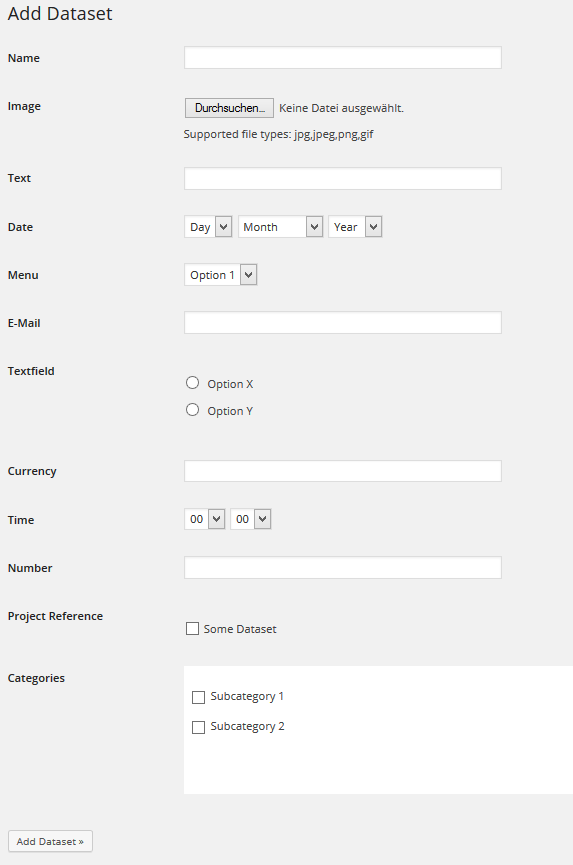 Add Dataset
Name
Image Durchsuchen... Keine Datei ausgewählt.
Supported file types: jpg,jpeg,png,gif
Text
Date Day Month Year
Menu Option 1
E-Mail
Textfield
Option X
Option Y
Currency
Time 00 00
Number
Project Reference
Some Dataset
Categories
Subcategory 1
Subcategory 2
Add Dataset »